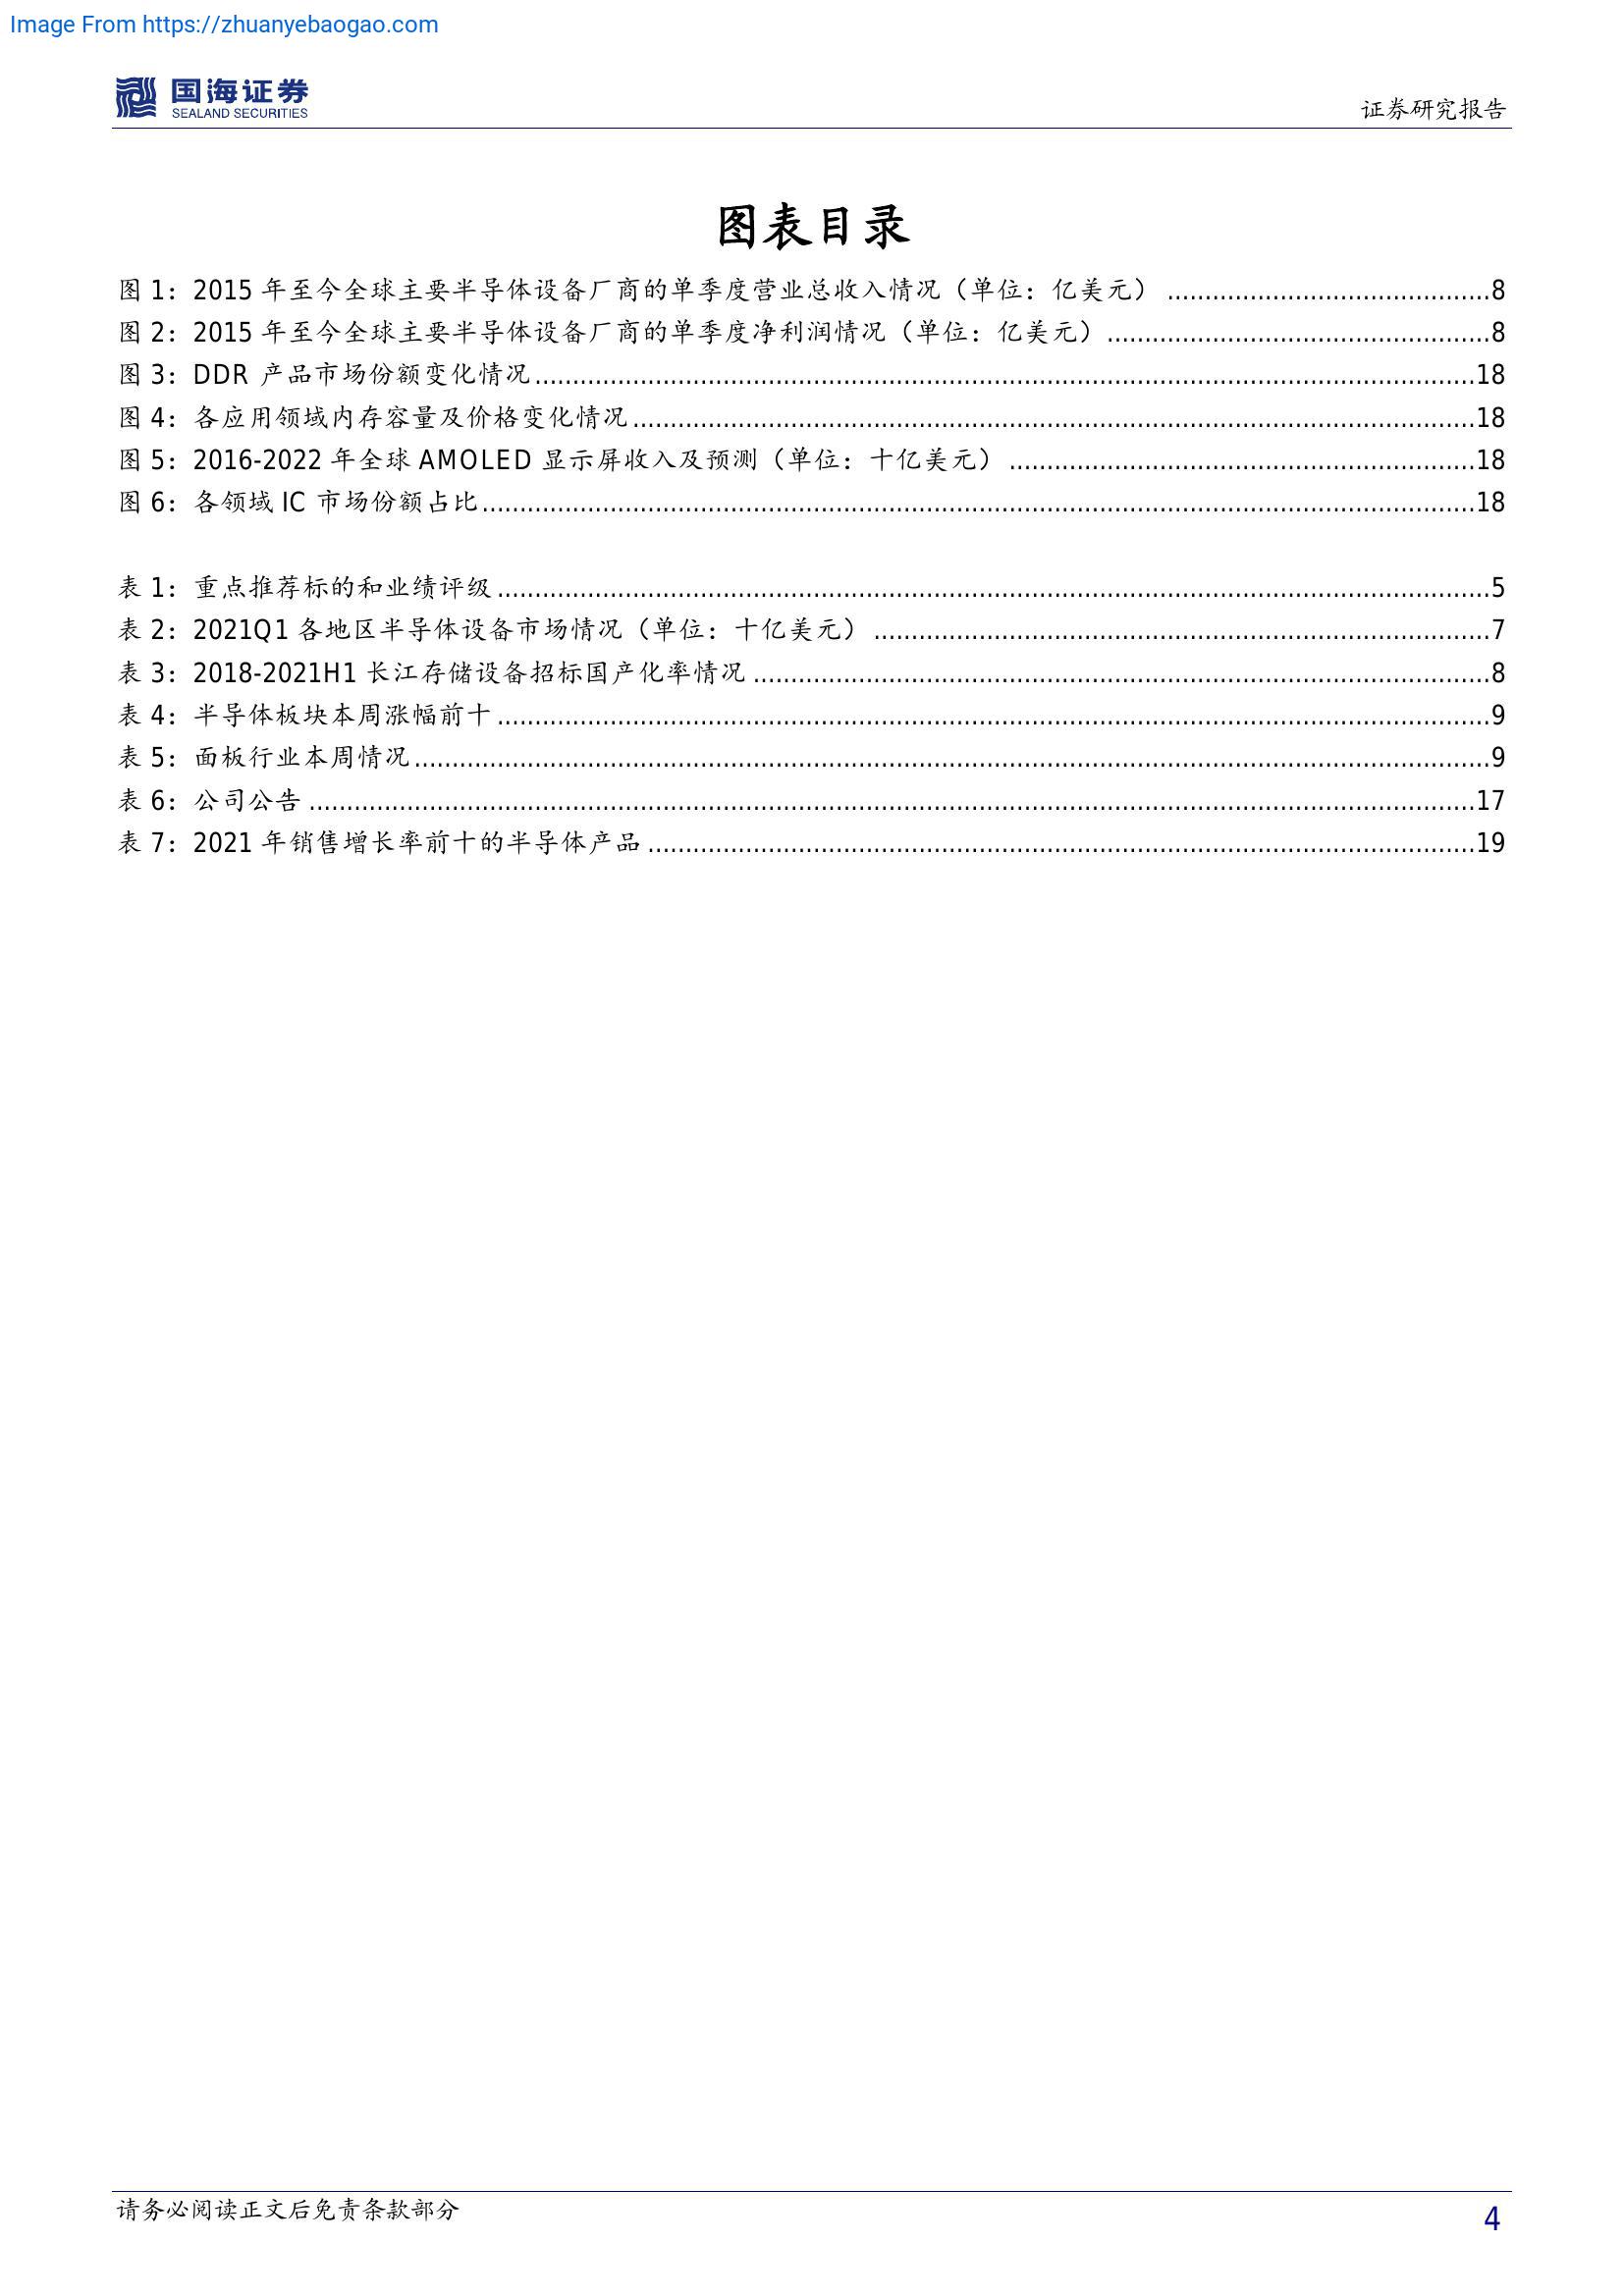 Image From https://zhuanyebaogao.com
国海证券
SEALAND SECURITIES
证券研究报告
图表目录
图 1：2015 年至今全球主要半导体设备厂商的单季度营业总收入情况（单位：亿美元）..........................................8
图 2：2015 年至今全球主要半导体设备厂商的单季度净利润情况（单位：亿美元）..................................................8
图 3：DDR 产品市场份额变化情况..........................................................................................................................18
图 4：各应用领域内存容量及价格变化情况.............................................................................................................18
图 5：2016-2022 年全球 AMOLED 显示屏收入及预测（单位：十亿美元）.............................................................18
图 6：各领域 IC 市场份额占比.................................................................................................................................18
表 1：重点推荐标的和业绩评级.................................................................................................................................5
表 2：2021Q1 各地区半导体设备市场情况（单位：十亿美元）................................................................................7
表 3：2018-2021H1 长江存储设备招标国产化率情况................................................................................................8
表 4：半导体板块本周涨幅前十.................................................................................................................................9
表 5：面板行业本周情况............................................................................................................................................9
表 6：公司公告........................................................................................................................................................17
表 7：2021 年销售增长率前十的半导体产品...........................................................................................................19
请务必阅读正文后免责条款部分
4